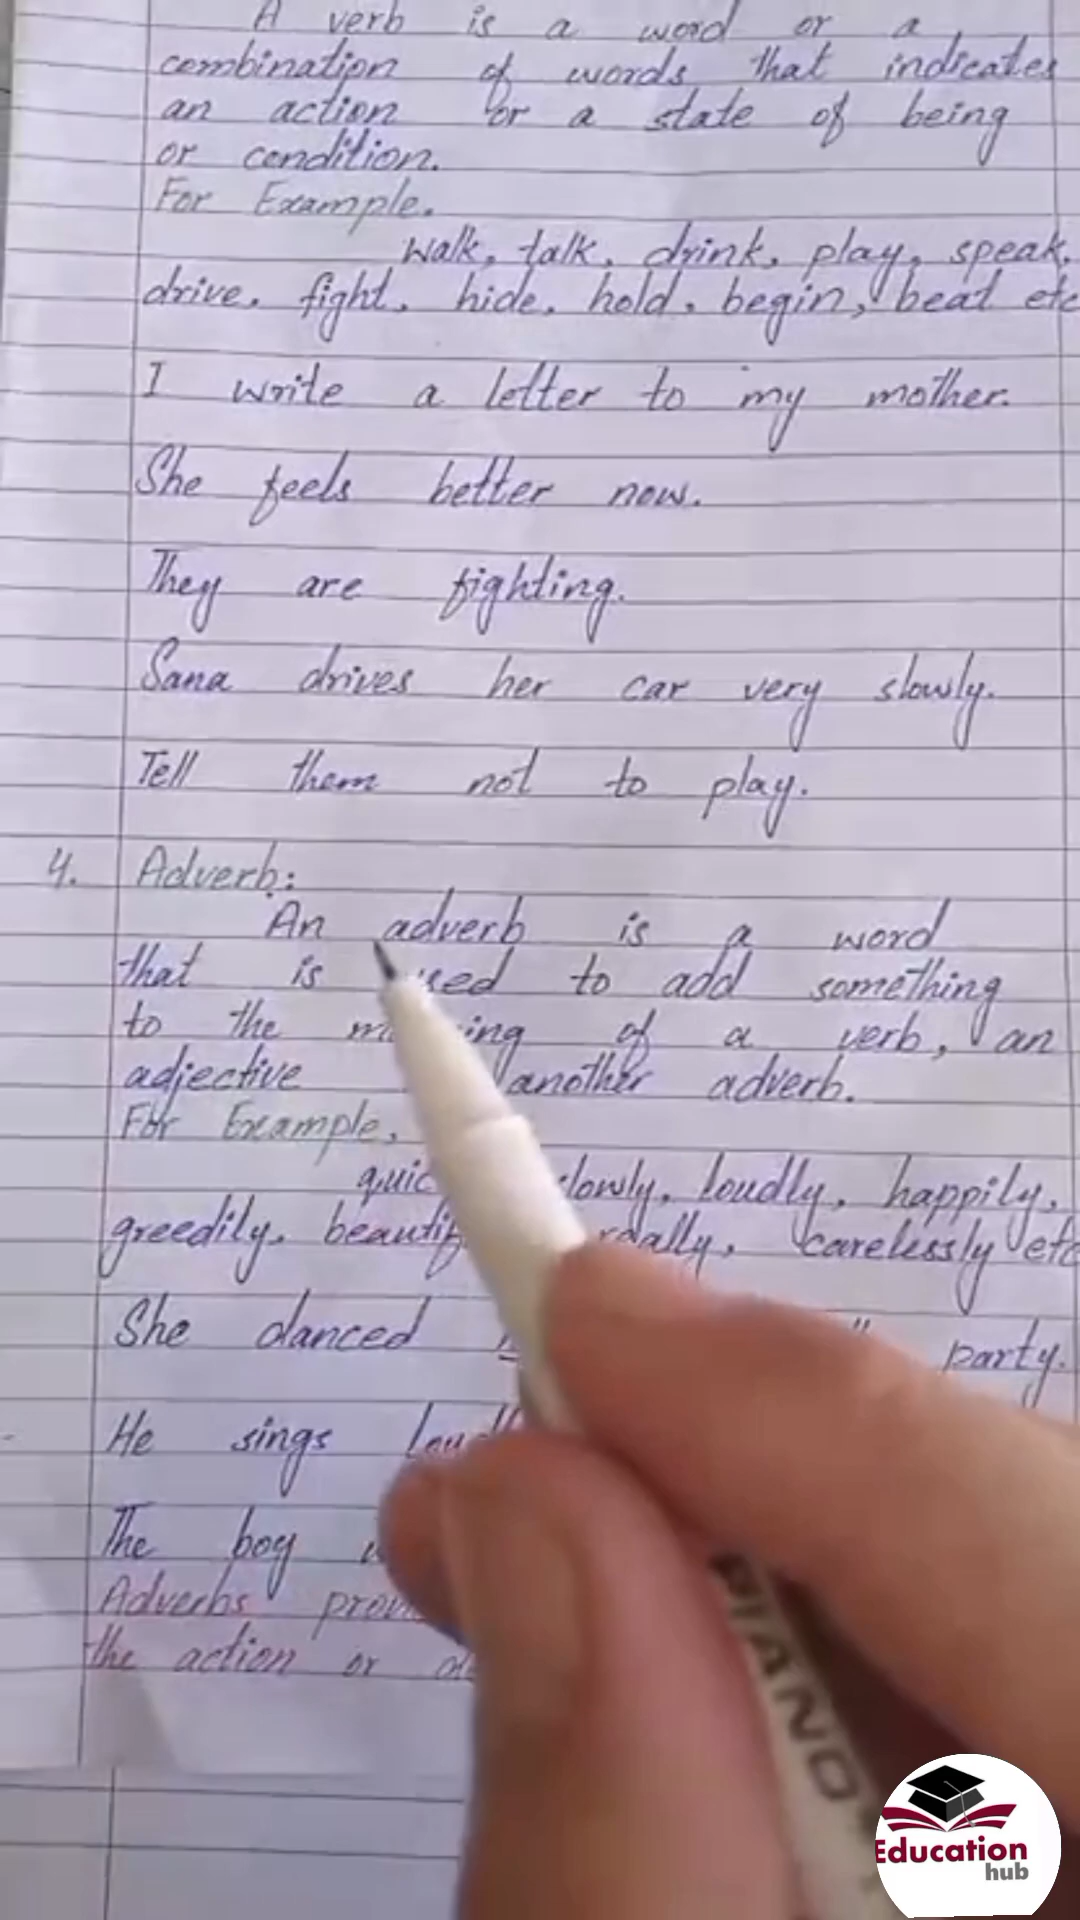 A verb is a word or a
combination of words that indicates
an action or a state of being
or condition.
For Example.
walk, talk, drink, play, speak,
drive, fight, hide, hold, begin, beat etc
I write a letter to my mother.
She feels better now.
They are fighting.
Sana drives her car very slowly.
Tell them not to play.
4. Adverb:
An adverb is a word
that is used to add something
to the of a verb, an
adjective another adverb.
For Example,
loudly, happily,
greedily, carelessly etc
She danced party.
He sings
The boy
Adverbs
the action or
PIANO
Education
hub